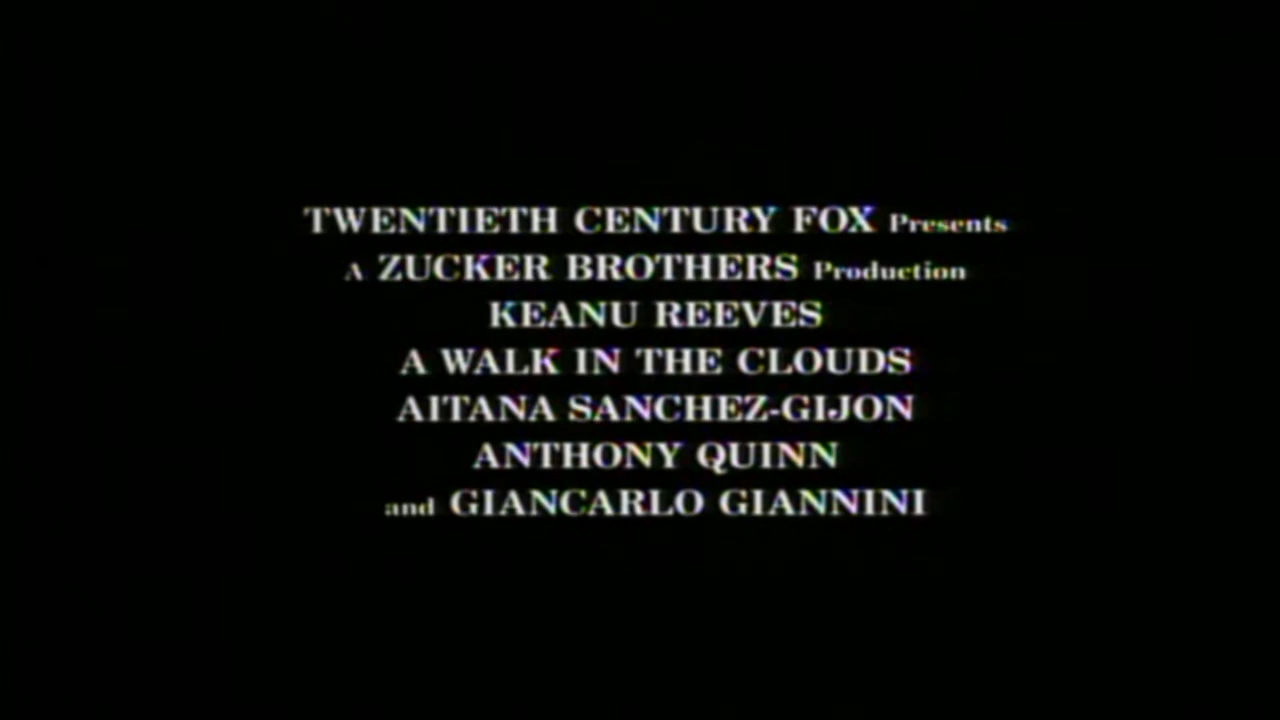 TWENTIETH CENTURY FOX Presents
A ZUCKER BROTHERS Production
KEANU REEVES
A WALK IN THE CLOUDS
AITANA SANCHEZ-GIJON
ANTHONY QUINN
and GIANCARLO GIANNINI